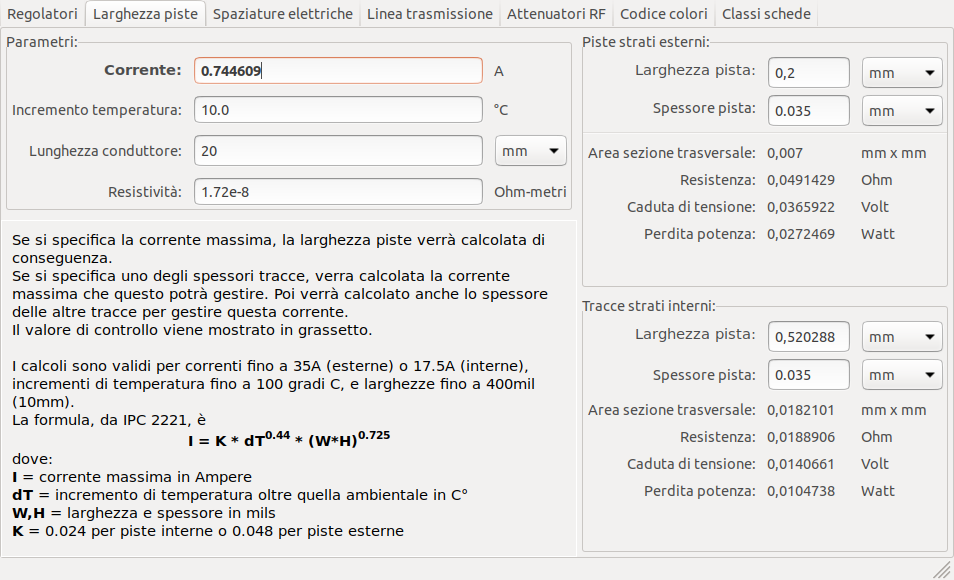 Regolatori Larghezza piste Spaziature elettriche Linea trasmissione Attenuatori RF Codice colori Classi schede
Parametri:
Corrente: 0.744609 A
Incremento temperatura: 10.0 °C
Lunghezza conduttore: 20 mm
Resistività: 1.72e-8 Ohm-metri
Se si specifica la corrente massima, la larghezza piste verrà calcolata di
conseguenza.
Se si specifica uno degli spessori tracce, verra calcolata la corrente
massima che questo potrà gestire. Poi verrà calcolato anche lo spessore
delle altre tracce per gestire questa corrente.
Il valore di controllo viene mostrato in grassetto.
I calcoli sono validi per correnti fino a 35A (esterne) o 17.5A (interne),
incrementi di temperatura fino a 100 gradi C, e larghezze fino a 400mil
(10mm).
La formula, da IPC 2221, è
I = K * dT0.44 * (W*H)0.725
dove:
I = corrente massima in Ampere
dT = incremento di temperatura oltre quella ambientale in C°
W,H = larghezza e spessore in mils
K = 0.024 per piste interne o 0.048 per piste esterne
Piste strati esterni:
Larghezza pista: 0,2 mm
Spessore pista: 0.035 mm
Area sezione trasversale: 0,007 mm x mm
Resistenza: 0,0491429 Ohm
Caduta di tensione: 0,0365922 Volt
Perdita potenza: 0,0272469 Watt
Tracce strati interni:
Larghezza pista: 0,520288 mm
Spessore pista: 0.035 mm
Area sezione trasversale: 0,0182101 mm x mm
Resistenza: 0,0188906 Ohm
Caduta di tensione: 0,0140661 Volt
Perdita potenza: 0,0104738 Watt